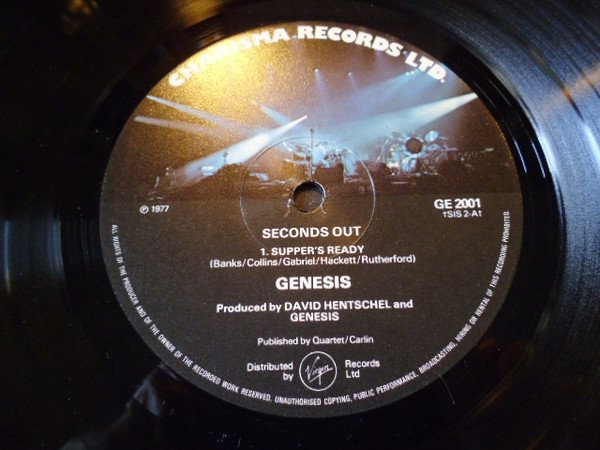 CHARISMA RECORDS LTD.
℗ 1977
GE 2001
†SIS 2-A†
SECONDS OUT
1. SUPPER'S READY
(Banks/Collins/Gabriel/Hackett/Rutherford)
GENESIS
Produced by DAVID HENTSCHEL and
GENESIS
Published by Quartet/Carlin
Distributed by
Virgin
Records Ltd
ALL RIGHTS OF THE PRODUCER AND OF THE OWNER OF THE RECORDED WORK RESERVED. UNAUTHORISED COPYING, PUBLIC PERFORMANCE, BROADCASTING, HIRING OR RENTAL OF THIS RECORDING PROHIBITED.